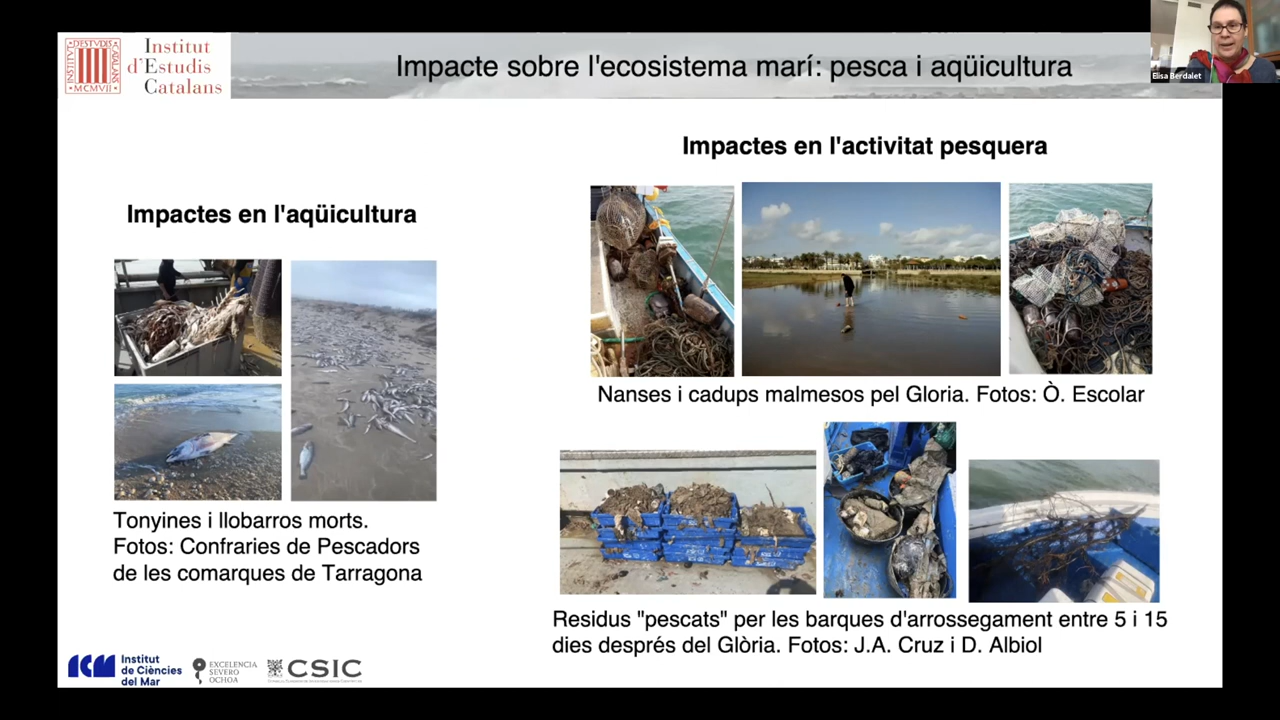 Institut
d'Estudis
Catalans
MCMVII
Impacte sobre l'ecosistema marí: pesca i aqüicultura
Elisa Berdalet
Impactes en l'aqüicultura
Tonyines i llobarros morts.
Fotos: Confraries de Pescadors
de les comarques de Tarragona
Impactes en l'activitat pesquera
Nanses i cadups malmesos pel Gloria. Fotos: Ò. Escolar
Residus "pescats" per les barques d'arrossegament entre 5 i 15
dies després del Glòria. Fotos: J.A. Cruz i D. Albiol
ICM
Institut
de Ciències
del Mar
EXCELENCIA
SEVERO
OCHOA
CSIC